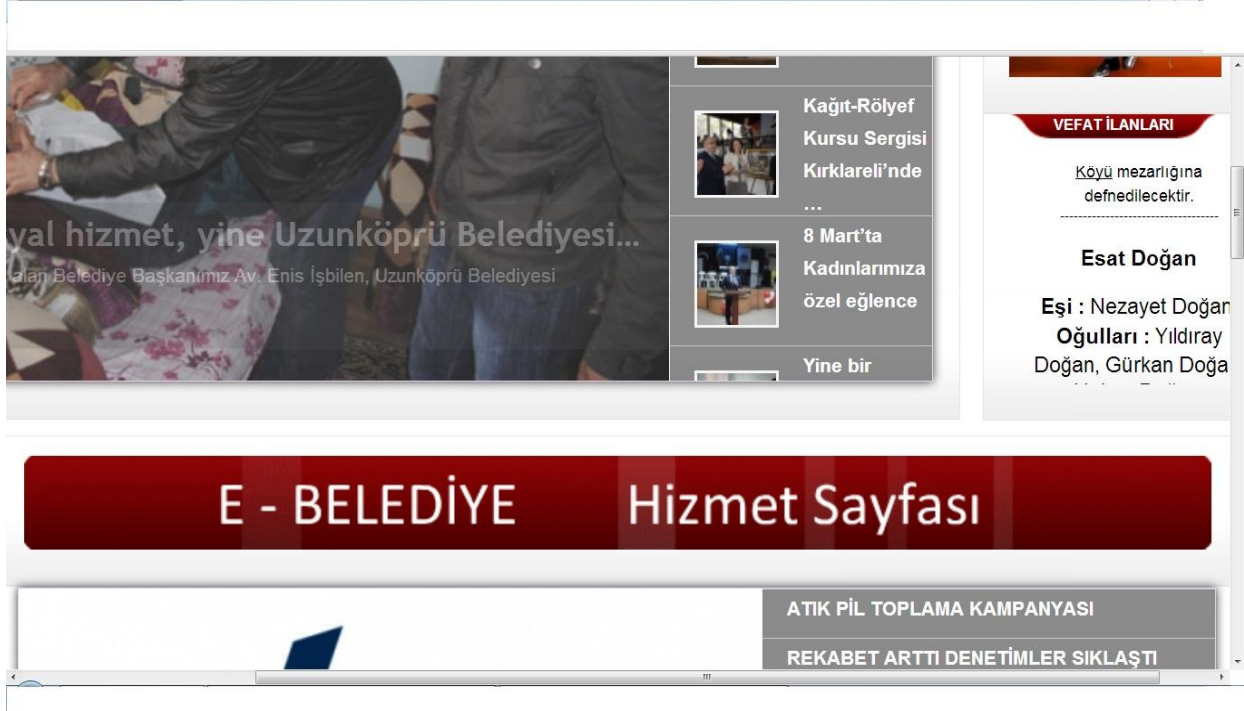 yal hizmet, yine Uzunköprü Belediyesi...
aları Belediye Başkanımız Av. Enis İşbilen, Uzunköprü Belediyesi
Kağıt-Rölyef
Kursu Sergisi
Kırklareli’nde
...
8 Mart’ta
Kadınlarımıza
özel eğlence
Yine bir
VEFAT İLANLARI
Köyü mezarlığına
defnedilecektir.
Esat Doğan
Eşi : Nezayet Doğan
Oğulları : Yıldıray
Doğan, Gürkan Doğa
E - BELEDİYE Hizmet Sayfası
ATIK PİL TOPLAMA KAMPANYASI
REKABET ARTTI DENETİMLER SIKLAŞTI